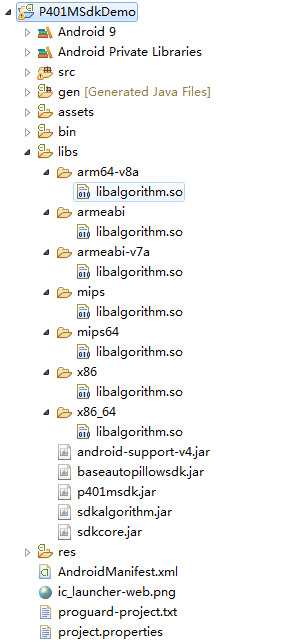 P401MSdkDemo
Android 9
Android Private Libraries
src
gen [Generated Java Files]
assets
bin
libs
arm64-v8a
libalgorithm.so
armeabi
libalgorithm.so
armeabi-v7a
libalgorithm.so
mips
libalgorithm.so
mips64
libalgorithm.so
x86
libalgorithm.so
x86_64
libalgorithm.so
android-support-v4.jar
baseautopillowsdk.jar
p401msdk.jar
sdkalgorithm.jar
sdkcore.jar
res
AndroidManifest.xml
ic_launcher-web.png
proguard-project.txt
project.properties